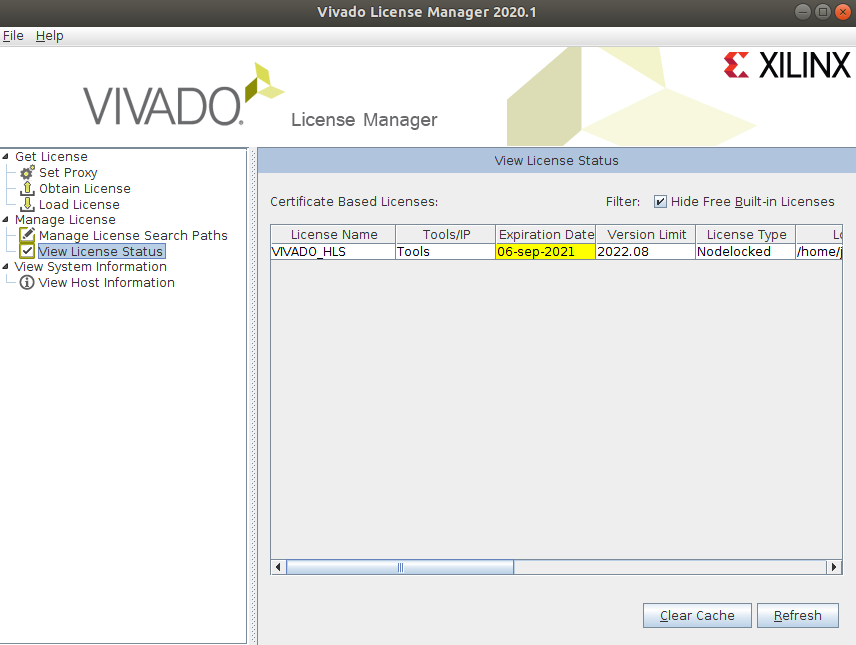 Vivado License Manager 2020.1
File Help
VIVADO.
License Manager
XILINX
Get License
Set Proxy
Obtain License
Load License
Manage License
Manage License Search Paths
View License Status
View System Information
View Host Information
View License Status
Certificate Based Licenses: Filter: Hide Free Built-in Licenses
License Name Tools/IP Expiration Date Version Limit License Type
VIVADO_HLS Tools 06-sep-2021 2022.08 Nodelocked /home/j
Clear Cache Refresh